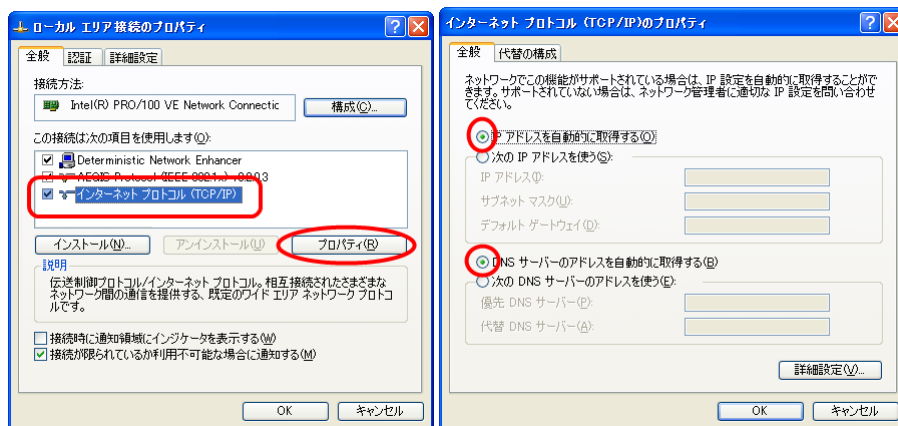 ローカル エリア接続のプロパティ
全般 認証 詳細設定
接続方法:
Intel(R) PRO/100 VE Network Connectic
構成(C)...
この接続は次の項目を使用します(O):
Deterministic Network Enhancer
AEGIS Protocol (IEEE 802.1x)
インターネット プロトコル (TCP/IP)
インストール(N)... アンインストール(U) プロパティ(R)
説明
伝送制御プロトコル/インターネット プロトコル。相互接続されたさまざまな
ネットワーク間の通信を提供する、既定のワイド エリア ネットワーク プロトコ
ルです。
接続時に通知領域にインジケータを表示する(W)
接続が限られているか利用不可能な場合に通知する(M)
OK キャンセル
インターネット プロトコル (TCP/IP)のプロパティ
全般 代替の構成
ネットワークでこの機能がサポートされている場合は、IP 設定を自動的に取得することがで
きます。サポートされていない場合は、ネットワーク管理者に適切な IP 設定を問い合わせ
てください。
IP アドレスを自動的に取得する(O)
次の IP アドレスを使う(S):
IP アドレス(I):
サブネット マスク(U):
デフォルト ゲートウェイ(D):
DNS サーバーのアドレスを自動的に取得する(B)
次の DNS サーバーのアドレスを使う(E):
優先 DNS サーバー(P):
代替 DNS サーバー(A):
詳細設定(V)...
OK キャンセル